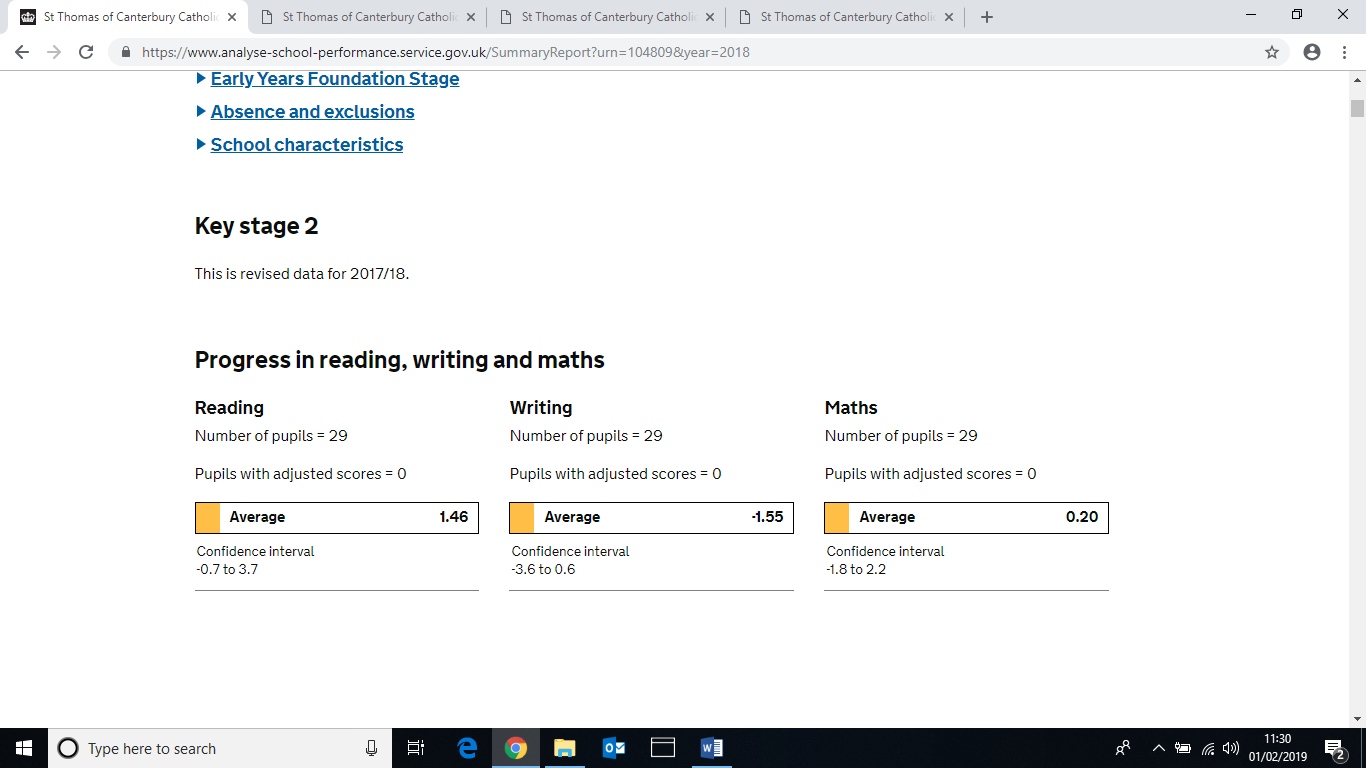 St Thomas of Canterbury Catholic
St Thomas of Canterbury Catholic
St Thomas of Canterbury Catholic
St Thomas of Canterbury Catholic
https://www.analyse-school-performance.service.gov.uk/SummaryReport?urn=104809&year=2018
Early Years Foundation Stage
Absence and exclusions
School characteristics
Key stage 2
This is revised data for 2017/18.
Progress in reading, writing and maths
Reading
Number of pupils = 29
Pupils with adjusted scores = 0
Average 1.46
Confidence interval
-0.7 to 3.7
Writing
Number of pupils = 29
Pupils with adjusted scores = 0
Average -1.55
Confidence interval
-3.6 to 0.6
Maths
Number of pupils = 29
Pupils with adjusted scores = 0
Average 0.20
Confidence interval
-1.8 to 2.2
Type here to search
11:30
01/02/2019
2